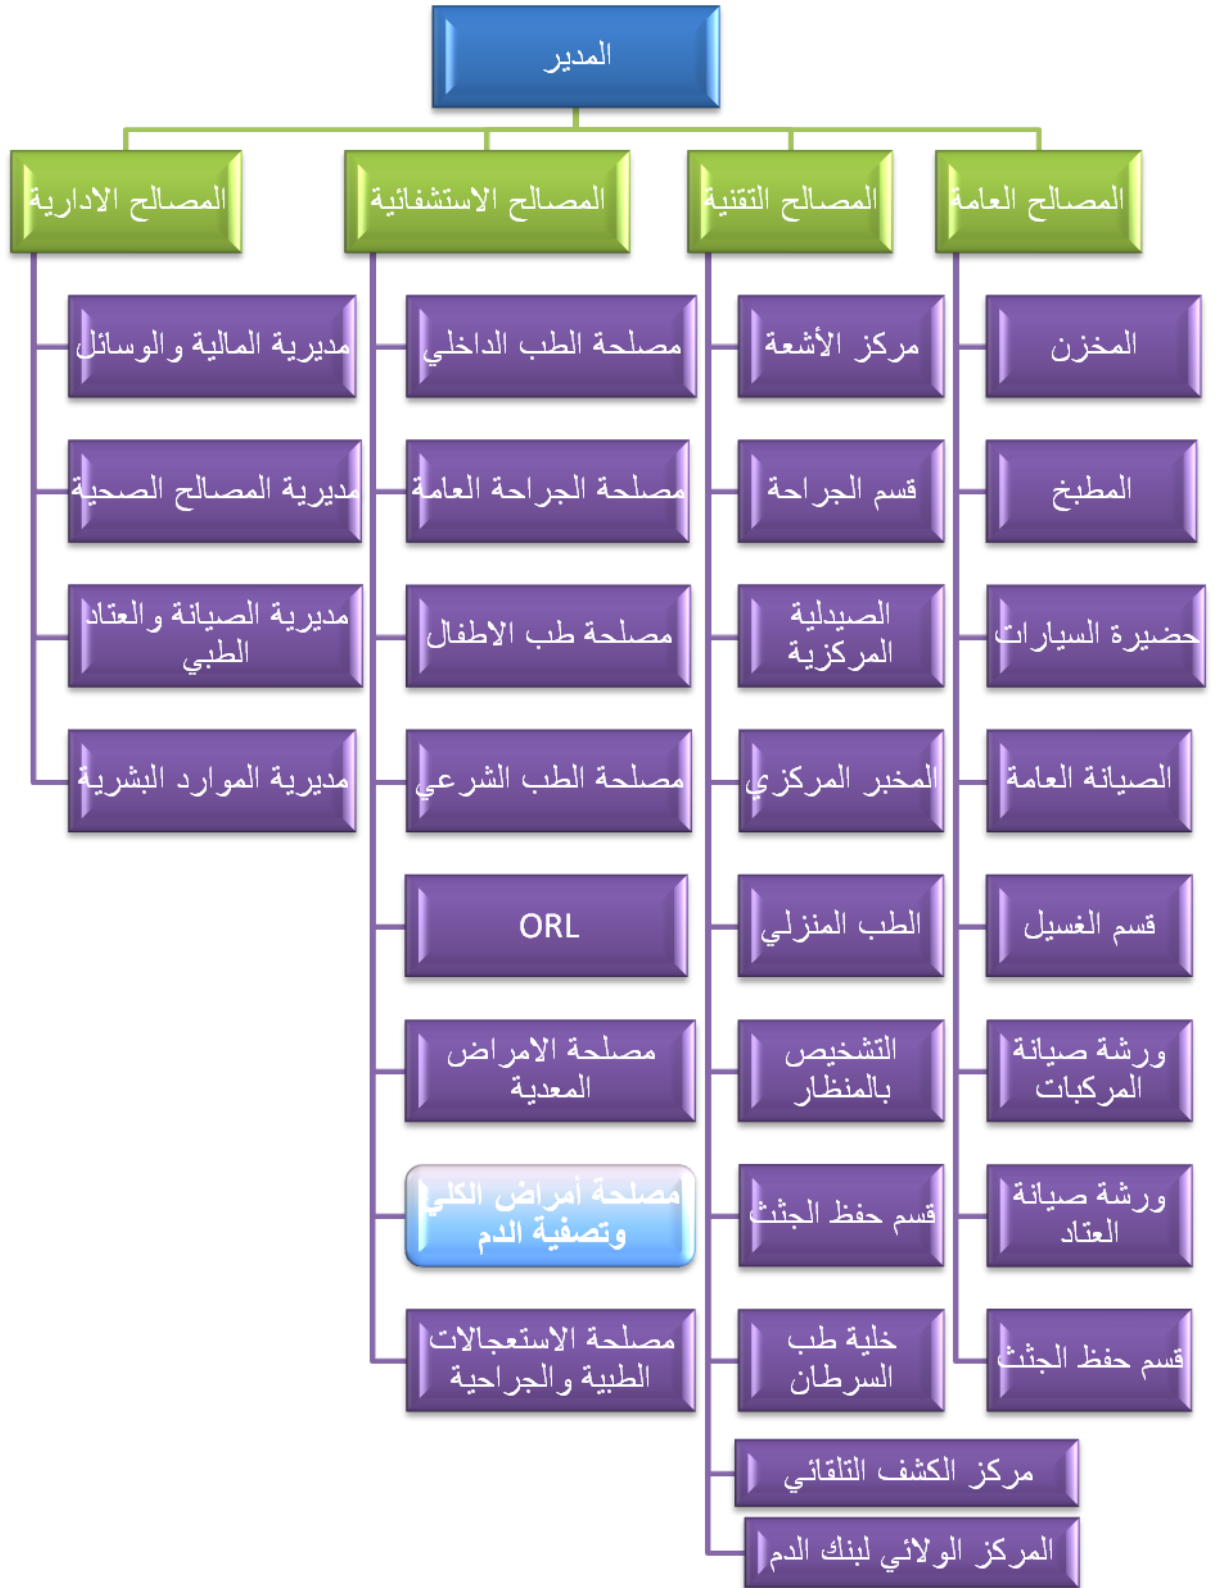 المدير
المصالح العامة
المصالح التقنية
المصالح الاستشفائية
المصالح الادارية
المخزن
المطبخ
حضيرة السيارات
الصيانة العامة
قسم الغسيل
ورشة صيانة
المركبات
ورشة صيانة
العتاد
قسم حفظ الجثث
مركز الأشعة
قسم الجراحة
الصيدلية
المركزية
المخبر المركزي
الطب المنزلي
التشخيص
بالمنظار
قسم حفظ الجثث
خلية طب
السرطان
مركز الكشف التلقائي
المركز الولائي لبنك الدم
مصلحة الطب الداخلي
مصلحة الجراحة العامة
مصلحة طب الاطفال
مصلحة الطب الشرعي
ORL
مصلحة الامراض
المعدية
مصلحة أمراض الكلي
وتصفية الدم
مصلحة الاستعجالات
الطبية والجراحية
مديرية المالية والوسائل
مديرية المصالح الصحية
مديرية الصيانة والعتاد
الطبي
مديرية الموارد البشرية